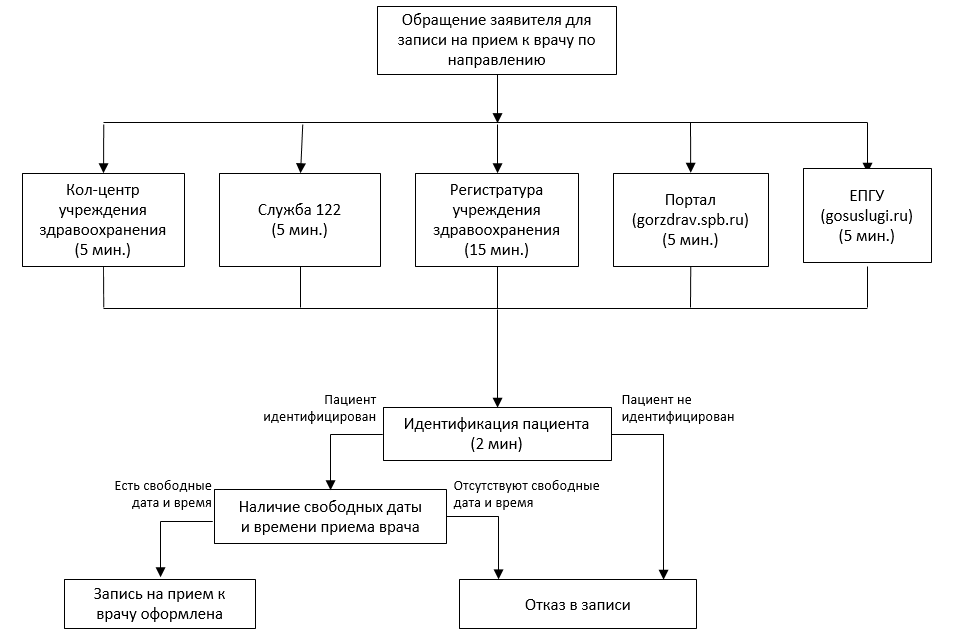 Обращение заявителя для
записи на прием к врачу по
направлению
Кол-центр
учреждения
здравоохранения
(5 мин.)
Служба 122
(5 мин.)
Регистратура
учреждения
здравоохранения
(15 мин.)
Портал
(gorzdrav.spb.ru)
(5 мин.)
ЕПГУ
(gosuslugi.ru)
(5 мин.)
Пациент
идентифицирован
Идентификация пациента
(2 мин)
Пациент не
идентифицирован
Есть свободные
дата и время
Наличие свободных даты
и времени приема врача
Отсутствуют свободные
дата и время
Запись на прием к
врачу оформлена
Отказ в записи